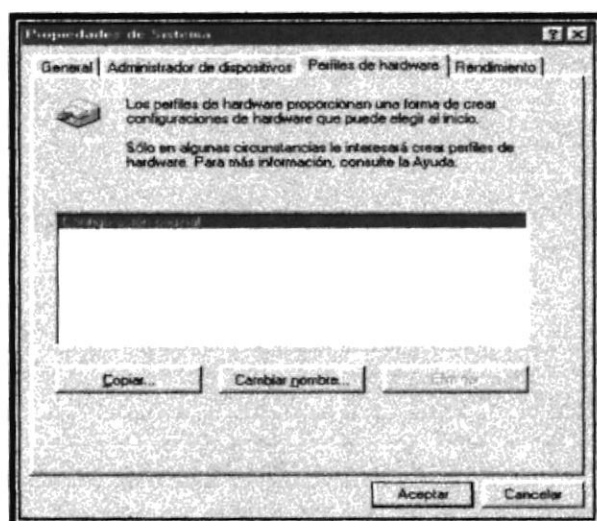 Propiedades de Sistema
General
Administrador de dispositivos
Perfiles de hardware
Rendimiento
Los perfiles de hardware proporcionan una forma de crear
configuraciones de hardware que puede elegir al inicio.
Sólo en algunas circunstancias le interesará crear perfiles de
hardware. Para más información, consulte la Ayuda.
Copiar...
Cambiar nombre...
Aceptar
Cancelar